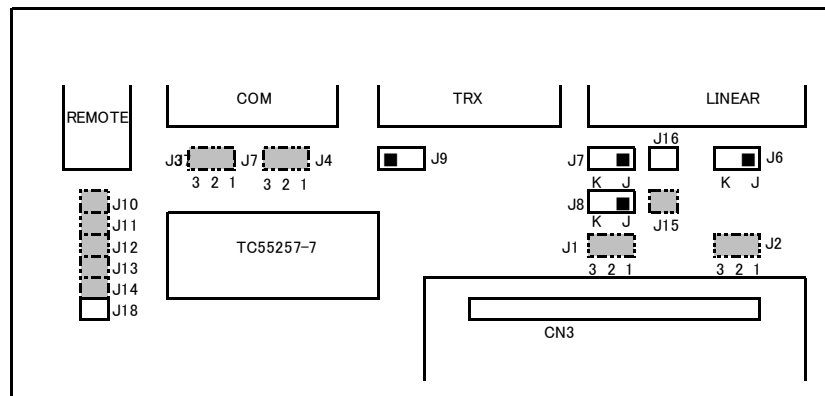 COM TRX LINEAR
REMOTE
J16
J7 J4 J9 J7 J6
3 2 1 3 2 1 K J K J
J10 J8
J11 K J J15
J12 TC55257-7 J1 J2
J13 3 2 1 3 2 1
J14
J18
CN3